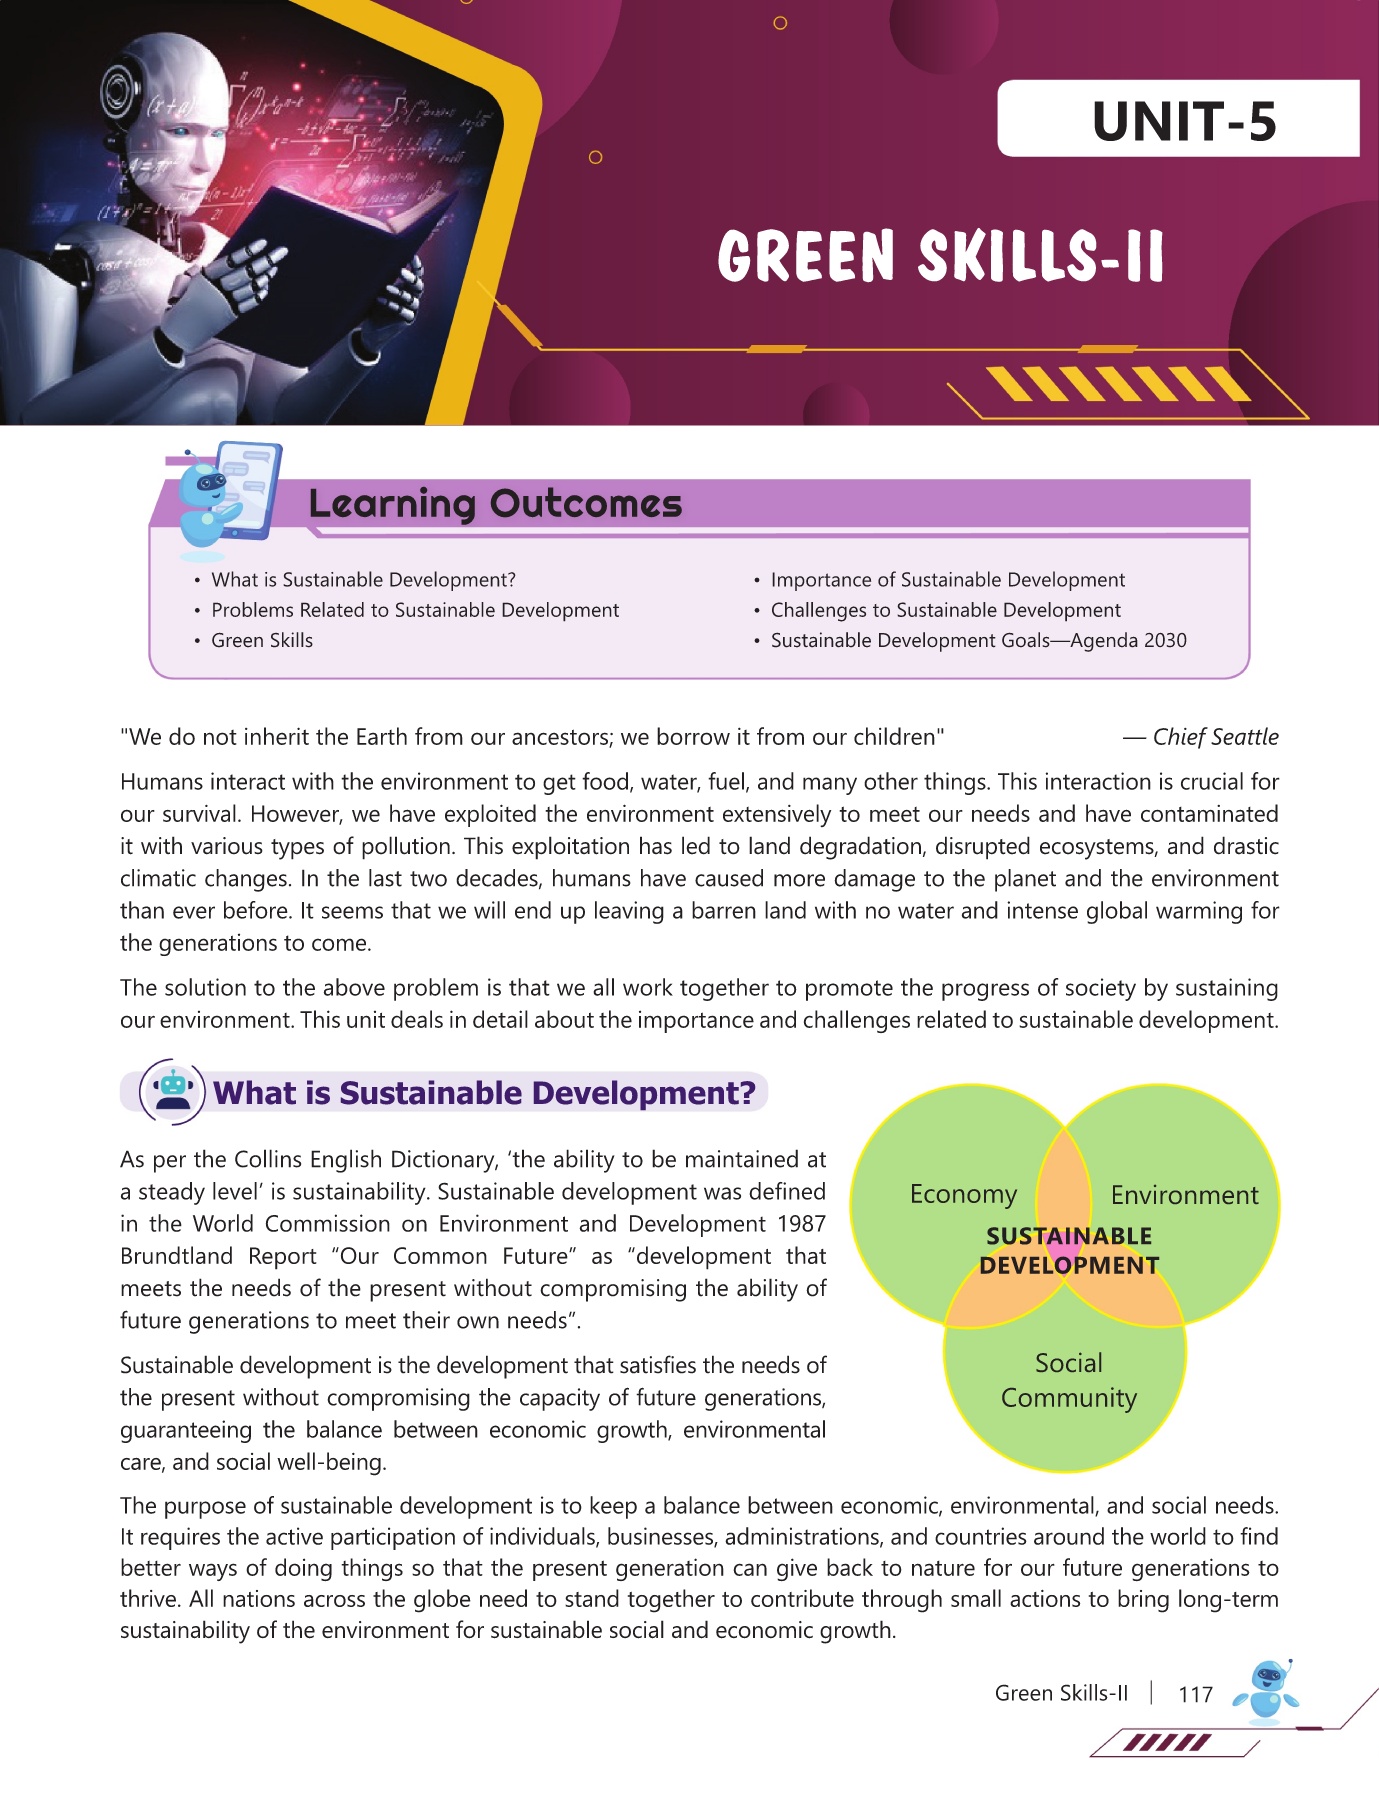 UNIT-5
GREEN SKILLS-II
Learning Outcomes
• What is Sustainable Development?
• Problems Related to Sustainable Development
• Green Skills
• Importance of Sustainable Development
• Challenges to Sustainable Development
• Sustainable Development Goals—Agenda 2030
"We do not inherit the Earth from our ancestors; we borrow it from our children" — Chief Seattle
Humans interact with the environment to get food, water, fuel, and many other things. This interaction is crucial for
our survival. However, we have exploited the environment extensively to meet our needs and have contaminated
it with various types of pollution. This exploitation has led to land degradation, disrupted ecosystems, and drastic
climatic changes. In the last two decades, humans have caused more damage to the planet and the environment
than ever before. It seems that we will end up leaving a barren land with no water and intense global warming for
the generations to come.
The solution to the above problem is that we all work together to promote the progress of society by sustaining
our environment. This unit deals in detail about the importance and challenges related to sustainable development.
What is Sustainable Development?
As per the Collins English Dictionary, ‘the ability to be maintained at
a steady level’ is sustainability. Sustainable development was defined
in the World Commission on Environment and Development 1987
Brundtland Report “Our Common Future” as “development that
meets the needs of the present without compromising the ability of
future generations to meet their own needs”.
Sustainable development is the development that satisfies the needs of
the present without compromising the capacity of future generations,
guaranteeing the balance between economic growth, environmental
care, and social well-being.
Economy
Environment
SUSTAINABLE
DEVELOPMENT
Social
Community
The purpose of sustainable development is to keep a balance between economic, environmental, and social needs.
It requires the active participation of individuals, businesses, administrations, and countries around the world to find
better ways of doing things so that the present generation can give back to nature for our future generations to
thrive. All nations across the globe need to stand together to contribute through small actions to bring long-term
sustainability of the environment for sustainable social and economic growth.
Green Skills-II | 117